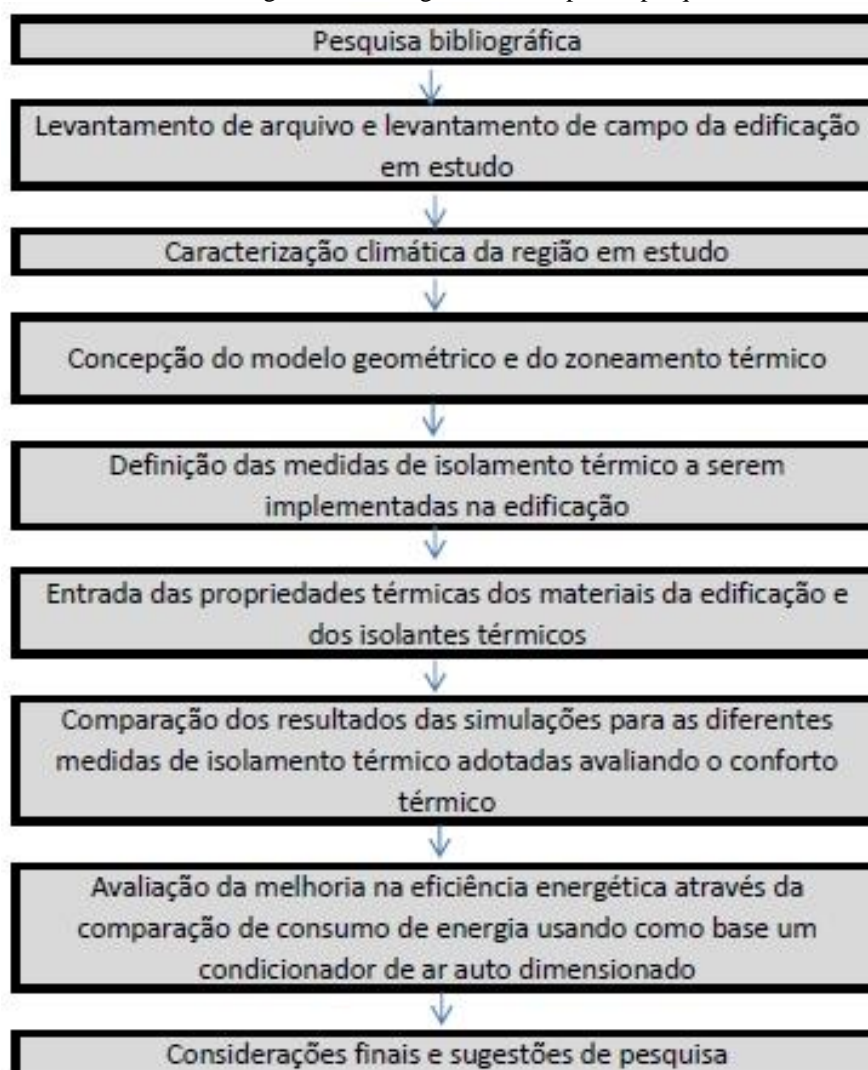 Pesquisa bibliográfica
Levantamento de arquivo e levantamento de campo da edificação
em estudo
Caracterização climática da região em estudo
Concepção do modelo geométrico e do zoneamento térmico
Definição das medidas de isolamento térmico a serem
implementadas na edificação
Entrada das propriedades térmicas dos materiais da edificação e
dos isolantes térmicos
Comparação dos resultados das simulações para as diferentes
medidas de isolamento térmico adotadas avaliando o conforto
térmico
Avaliação da melhoria na eficiência energética através da
comparação de consumo de energia usando como base um
condicionador de ar auto dimensionado
Considerações finais e sugestões de pesquisa